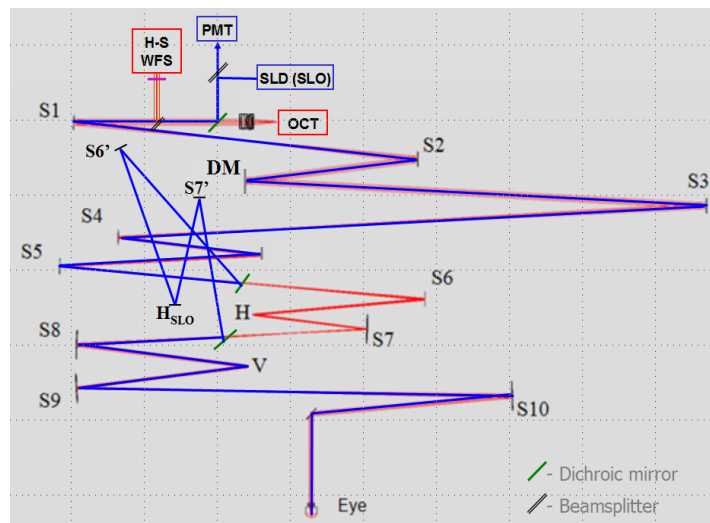 H-S
WFS
PMT
SLD (SLO)
OCT
S1
S2
DM
S3
S6’
S7’
S4
S5
S6
H
HSLO
S7
S8
V
S9
S10
Eye
- Dichroic mirror
- Beamsplitter